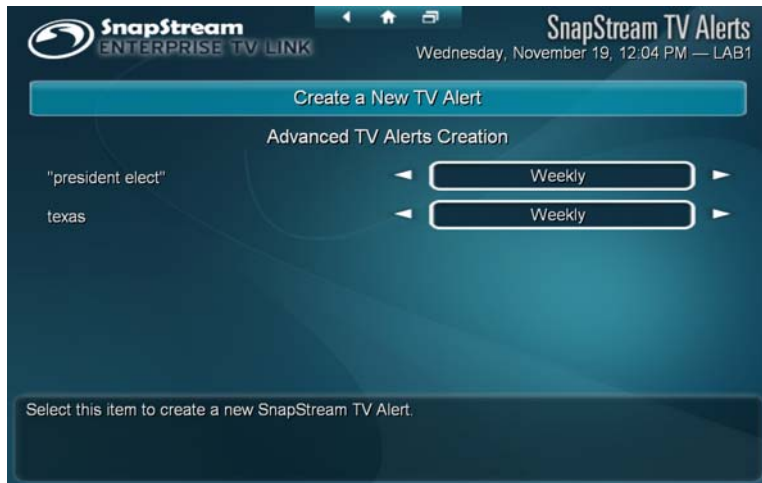 SnapStream
ENTERPRISE TV LINK
SnapStream TV Alerts
Wednesday, November 19, 12:04 PM — LAB1
Create a New TV Alert
Advanced TV Alerts Creation
"president elect" Weekly
texas Weekly
Select this item to create a new SnapStream TV Alert.